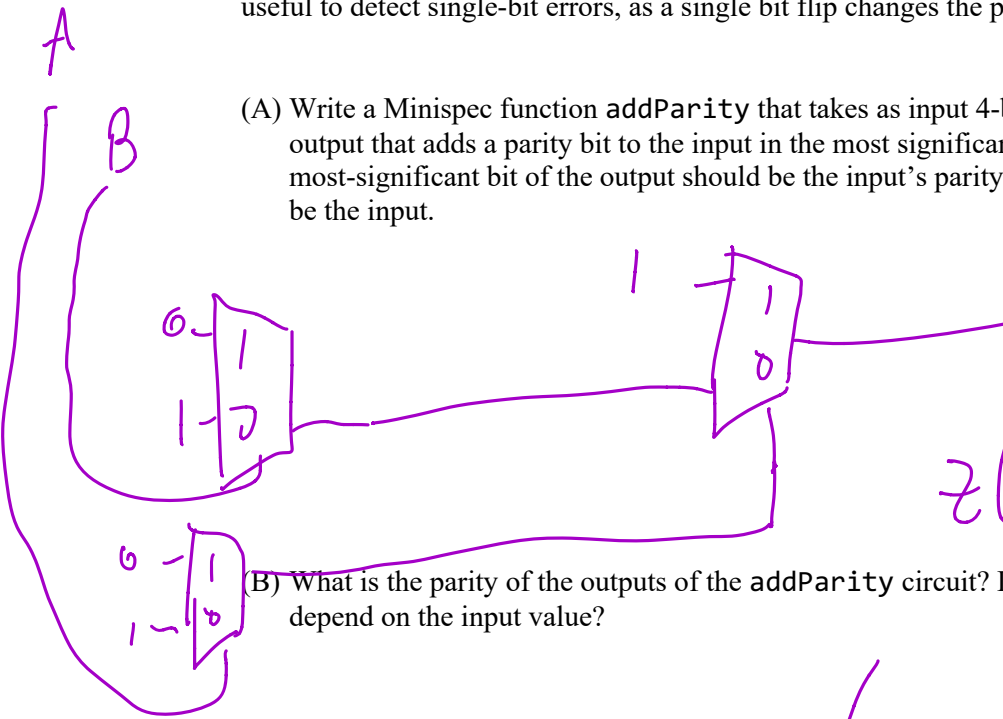 useful to detect single-bit errors, as a single bit flip changes the p
A
B
(A) Write a Minispec function addParity that takes as input 4-b
output that adds a parity bit to the input in the most significan
most-significant bit of the output should be the input's parity
be the input.
1
1
0
0
1
1
0
z(
0
1
1
0
(B) What is the parity of the outputs of the addParity circuit?
depend on the input value?